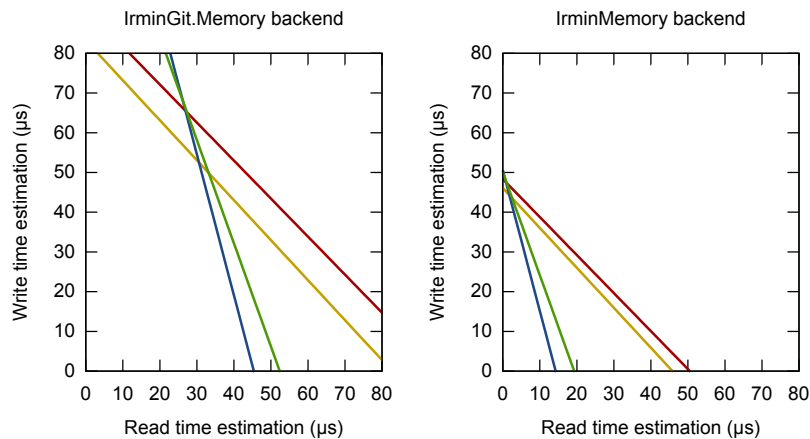 IrminGit.Memory backend
80
70
60
50
40
30
20
10
0
Write time estimation (μs)
0 10 20 30 40 50 60 70 80
Read time estimation (μs)
IrminMemory backend
80
70
60
50
40
30
20
10
0
Write time estimation (μs)
0 10 20 30 40 50 60 70 80
Read time estimation (μs)